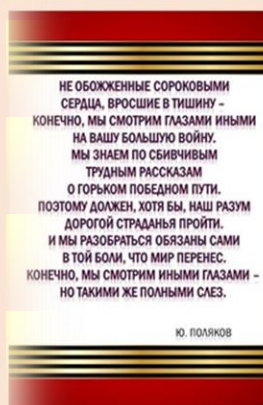 НЕ ОБОЖЖЕННЫЕ СОРОКОВЫМИ
СЕРДЦА, ВРОСШИЕ В ТИШИНУ –
КОНЕЧНО, МЫ СМОТРИМ ГЛАЗАМИ ИНЫМИ
НА ВАШУ БОЛЬШУЮ ВОЙНУ.
МЫ ЗНАЕМ ПО СБИВЧИВЫМ
ТРУДНЫМ РАССКАЗАМ
О ГОРЬКОМ ПОБЕДНОМ ПУТИ.
ПОЭТОМУ ДОЛЖЕН, ХОТЯ БЫ, НАШ РАЗУМ
ДОРОГОЙ СТРАДАНЬЯ ПРОЙТИ.
И МЫ РАЗОБРАТЬСЯ ОБЯЗАНЫ САМИ
В ТОЙ БОЛИ, ЧТО МИР ПЕРЕНЕС.
КОНЕЧНО, МЫ СМОТРИМ ИНЫМИ ГЛАЗАМИ –
НО ТАКИМИ ЖЕ ПОЛНЫМИ СЛЕЗ.
Ю. ПОЛЯКОВ